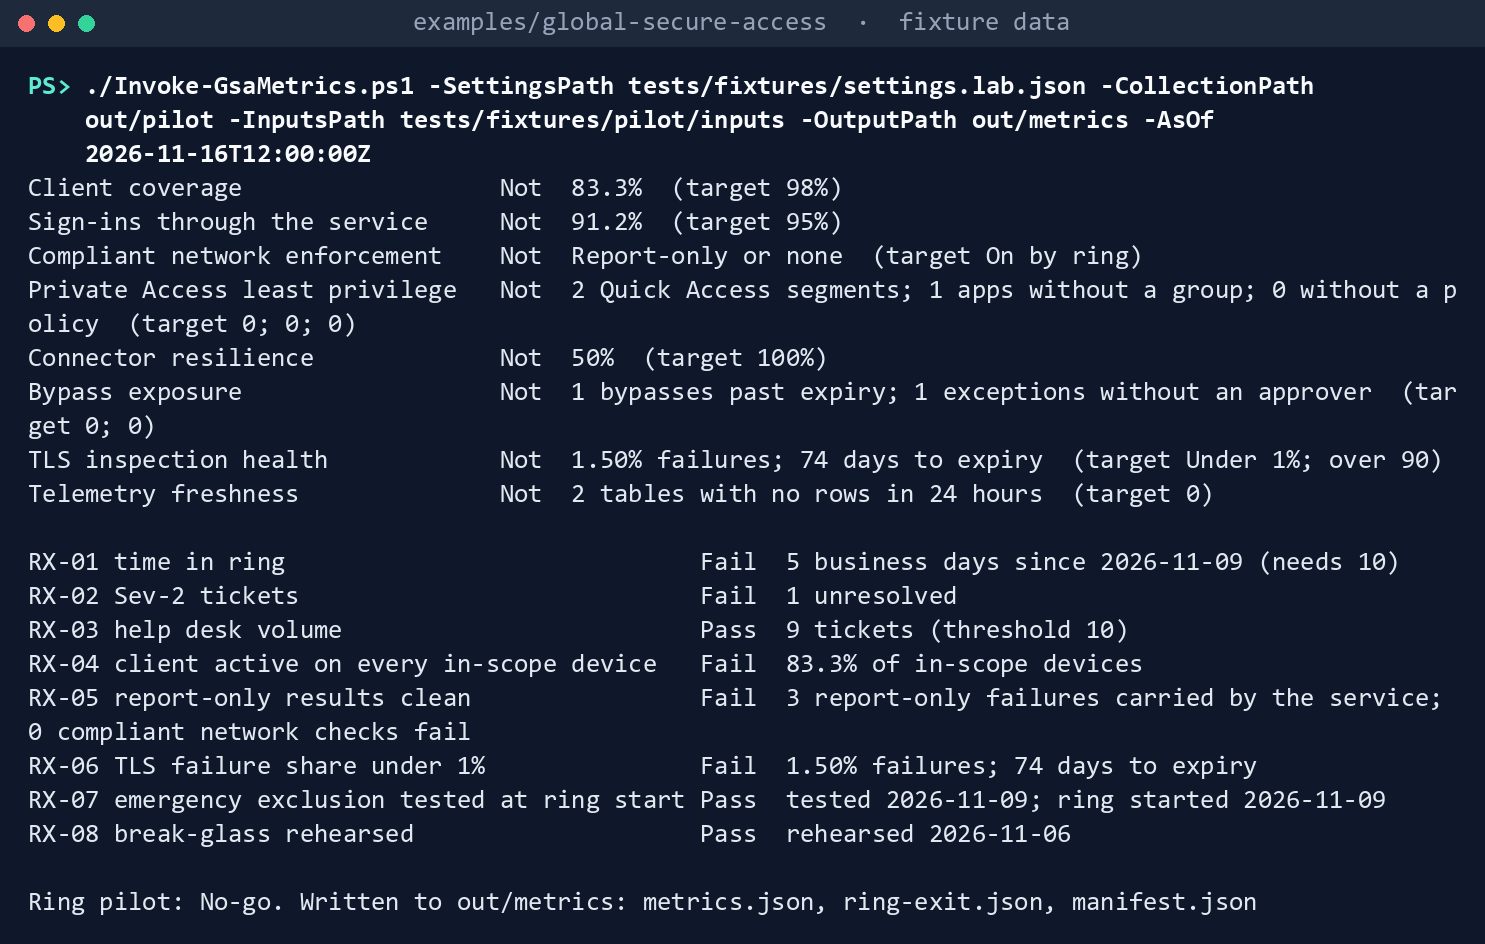 examples/global-secure-access · fixture data
PS> ./Invoke-GsaMetrics.ps1 -SettingsPath tests/fixtures/settings.lab.json -CollectionPath
out/pilot -InputsPath tests/fixtures/pilot/inputs -OutputPath out/metrics -AsOf
2026-11-16T12:00:00Z
Client coverage Not 83.3% (target 98%)
Sign-ins through the service Not 91.2% (target 95%)
Compliant network enforcement Not Report-only or none (target On by ring)
Private Access least privilege Not 2 Quick Access segments; 1 apps without a group; 0 without a p
olicy (target 0; 0; 0)
Connector resilience Not 50% (target 100%)
Bypass exposure Not 1 bypasses past expiry; 1 exceptions without an approver (tar
get 0; 0)
TLS inspection health Not 1.50% failures; 74 days to expiry (target Under 1%; over 90)
Telemetry freshness Not 2 tables with no rows in 24 hours (target 0)
RX-01 time in ring Fail 5 business days since 2026-11-09 (needs 10)
RX-02 Sev-2 tickets Fail 1 unresolved
RX-03 help desk volume Pass 9 tickets (threshold 10)
RX-04 client active on every in-scope device Fail 83.3% of in-scope devices
RX-05 report-only results clean Fail 3 report-only failures carried by the service;
0 compliant network checks fail
RX-06 TLS failure share under 1% Fail 1.50% failures; 74 days to expiry
RX-07 emergency exclusion tested at ring start Pass tested 2026-11-09; ring started 2026-11-09
RX-08 break-glass rehearsed Pass rehearsed 2026-11-06
Ring pilot: No-go. Written to out/metrics: metrics.json, ring-exit.json, manifest.json